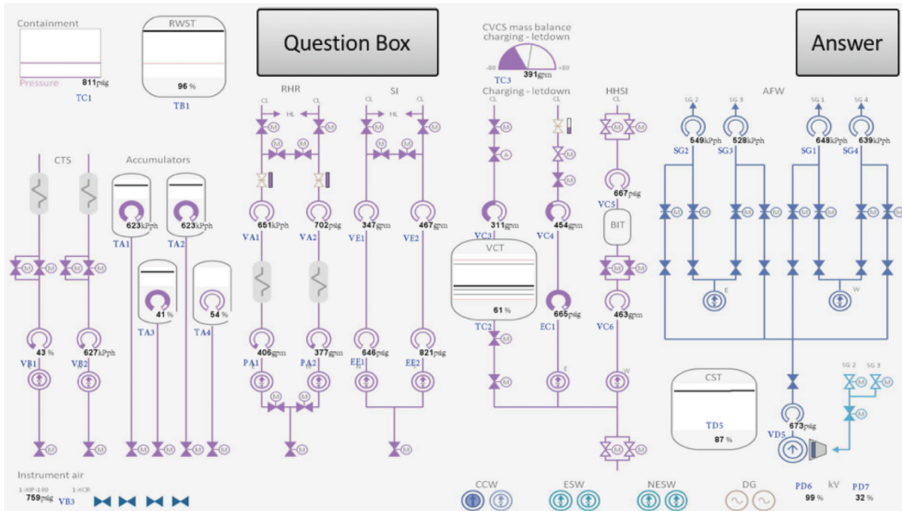 Containment
811psig
Pressure
TC1
RWST
96 %
TB1
Question Box
CVCS mass balance
charging - letdown
-80
+80
391gpm
TC3
Answer
RHR
SI
Charging - letdown
HHSI
AFW
CL
CL
CL
CL
CL
CL
CL
HL
HL
SG 2
SG 3
SG 1
SG 4
549kPph
528kPph
648kPph
639kPph
SG2
SG3
SG1
SG4
CTS
Accumulators
623kPph
623kPph
TA1
TA2
651kPph
702psig
347gpm
467gpm
311gpm
454gpm
667psig
VA1
VA2
VE1
VE2
VC3
VC4
VC5
BIT
VCT
61 %
TC2
41 %
54 %
TA3
TA4
665psig
463gpm
EC1
VC6
E
W
43 %
627kPph
VB1
VB2
406gpm
377gpm
646psig
821psig
PA1
PA2
EE1
EE2
E
W
CST
TD5
87 %
SG 2
SG 3
673psig
VD5
Instrument air
759psig
VB3
CCW
ESW
NESW
DG
PD6
kV
PD7
99 %
32 %